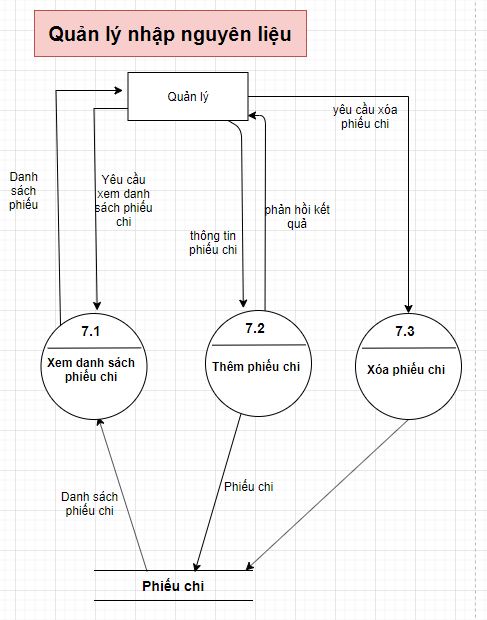 Quản lý nhập nguyên liệu
Quản lý
yêu cầu xóa
phiếu chi
Danh
sách
phiếu
Yêu cầu
xem danh
sách phiếu
chi
thông tin
phiếu chi
phản hồi kết
quả
7.1
Xem danh sách
phiếu chi
7.2
Thêm phiếu chi
7.3
Xóa phiếu chi
Danh sách
phiếu chi
Phiếu chi
Phiếu chi